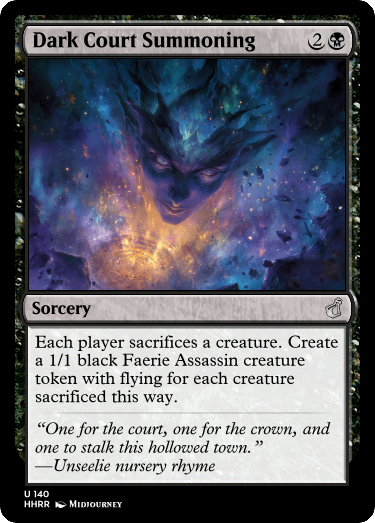 Dark Court Summoning 2
Sorcery
Each player sacrifices a creature. Create
a 1/1 black Faerie Assassin creature
token with flying for each creature
sacrificed this way.
“One for the court, one for the crown, and
one to stalk this hollowed town.”
—Unseelie nursery rhyme
U 140
HHRR Midjourney